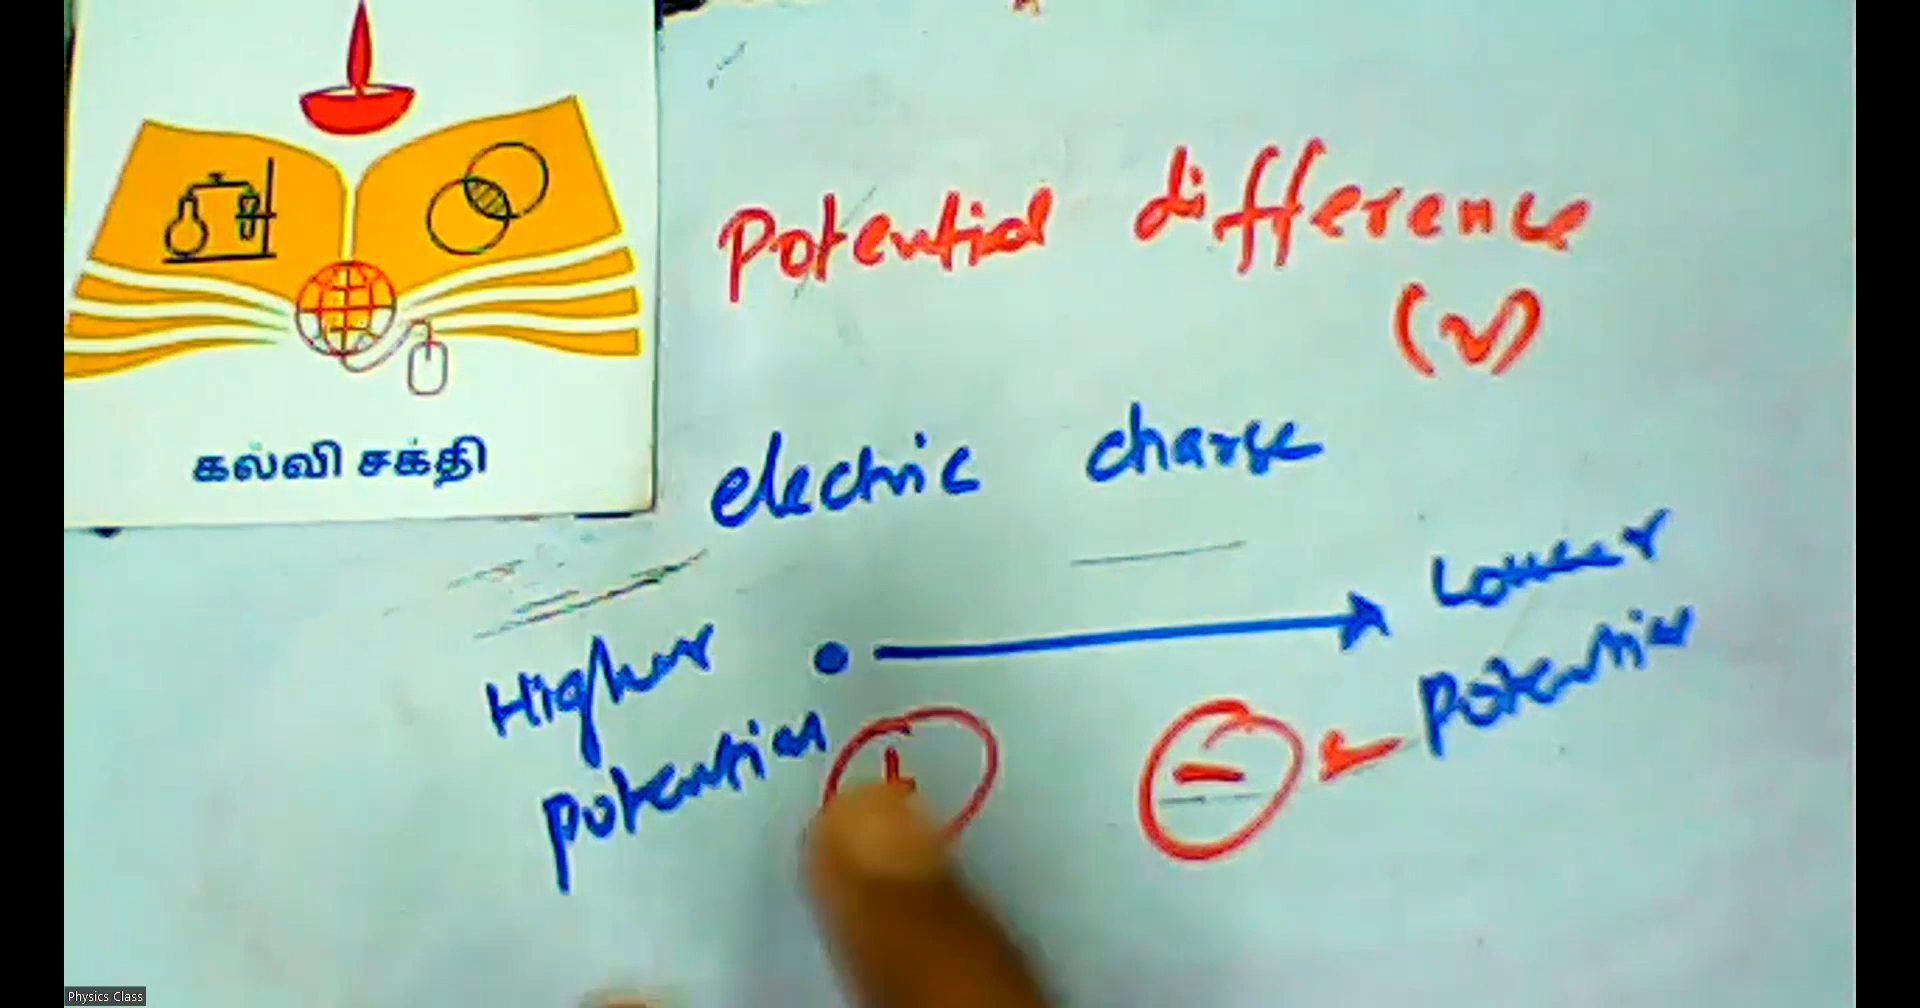 Potential difference
(V)
electric charge
Higher
potential
Lower
Potential
+
−
கல்வி சக்தி
Physics Class